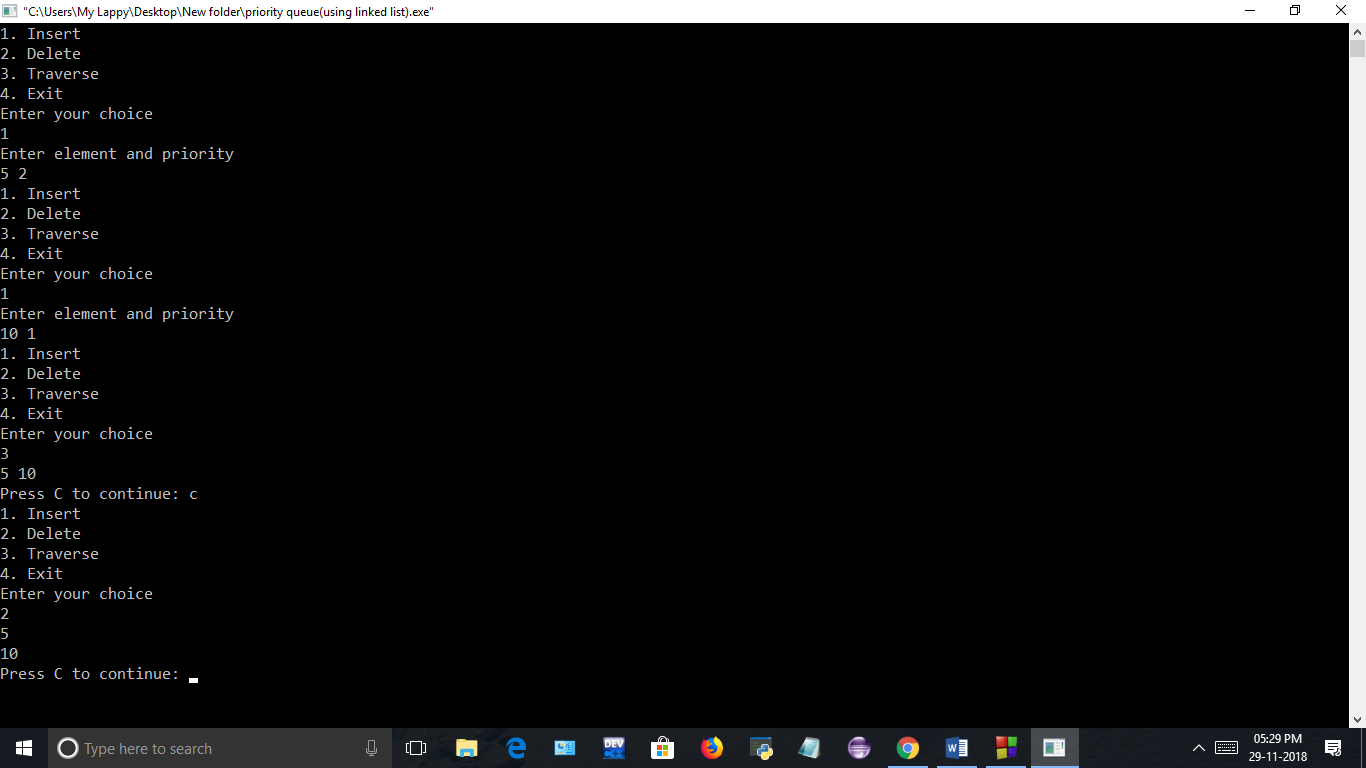 "C:\Users\My Lappy\Desktop\New folder\priority queue(using linked list).exe"
1. Insert
2. Delete
3. Traverse
4. Exit
Enter your choice
1
Enter element and priority
5 2
1. Insert
2. Delete
3. Traverse
4. Exit
Enter your choice
1
Enter element and priority
10 1
1. Insert
2. Delete
3. Traverse
4. Exit
Enter your choice
3
5 10
Press C to continue: c
1. Insert
2. Delete
3. Traverse
4. Exit
Enter your choice
2
5
10
Press C to continue:
Type here to search
DEV
05:29 PM
29-11-2018